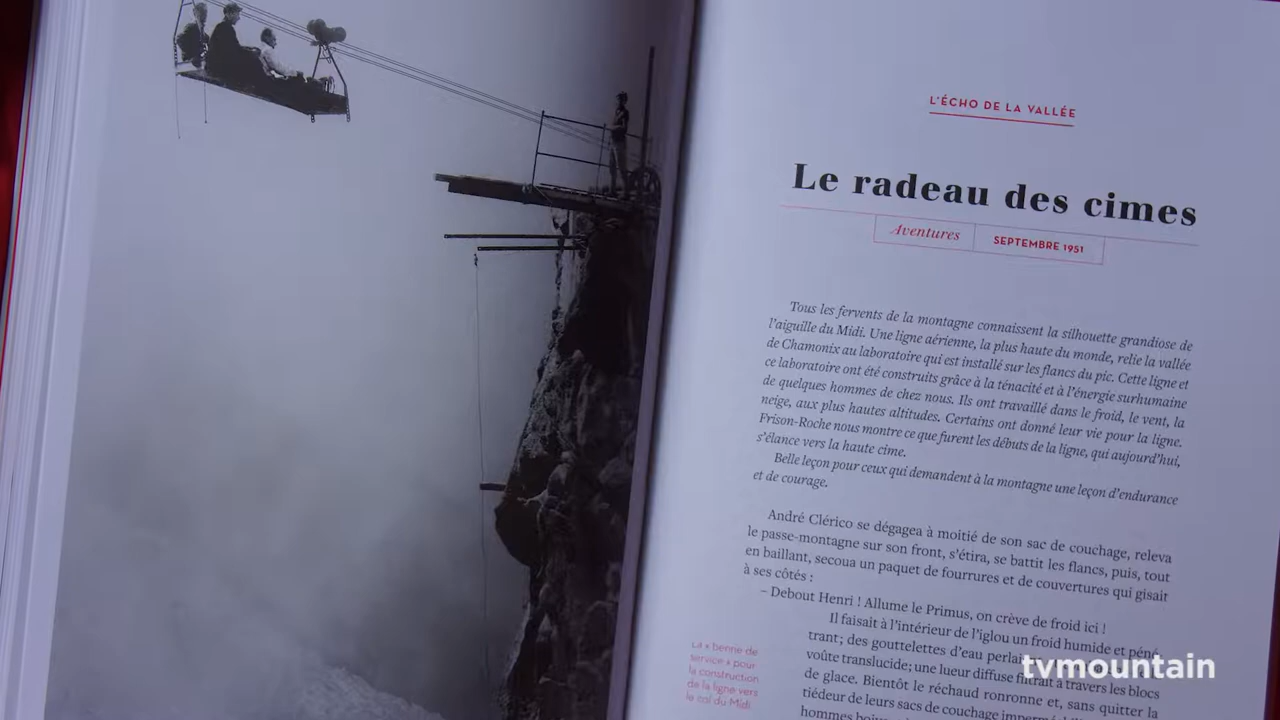 L'ÉCHO DE LA VALLÉE
Le radeau des cimes
Aventures
SEPTEMBRE 1951
Tous les fervents de la montagne connaissent la silhouette grandiose de
l'aiguille du Midi. Une ligne aérienne, la plus haute du monde, relie la vallée
de Chamonix au laboratoire qui est installé sur les flancs du pic. Cette ligne et
ce laboratoire ont été construits grâce à la ténacité et à l'énergie surhumaine
de quelques hommes de chez nous. Ils ont travaillé dans le froid, le vent, la
neige, aux plus hautes altitudes. Certains ont donné leur vie pour la ligne.
Frison-Roche nous montre ce que furent les débuts de la ligne, qui aujourd'hui,
s'élance vers la haute cime.
Belle leçon pour ceux qui demandent à la montagne une leçon d'endurance
et de courage.
André Clérico se dégagea à moitié de son sac de couchage, releva
le passe-montagne sur son front, s'étira, se battit les flancs, puis, tout
en baillant, secoua un paquet de fourrures et de couvertures qui gisait
à ses côtés :
– Debout Henri ! Allume le Primus, on crève de froid ici !
Il faisait à l'intérieur de l'iglou un froid humide et péné-
trant; des gouttelettes d'eau
voûte translucide; une lueur diffuse filtrait à travers les blocs
de glace. Bientôt le réchaud ronronne et, sans quitter la
tiédeur de leurs sacs de couchage
La « benne de
service » pour
la construction
de la ligne vers
le col du Midi
tvmountain